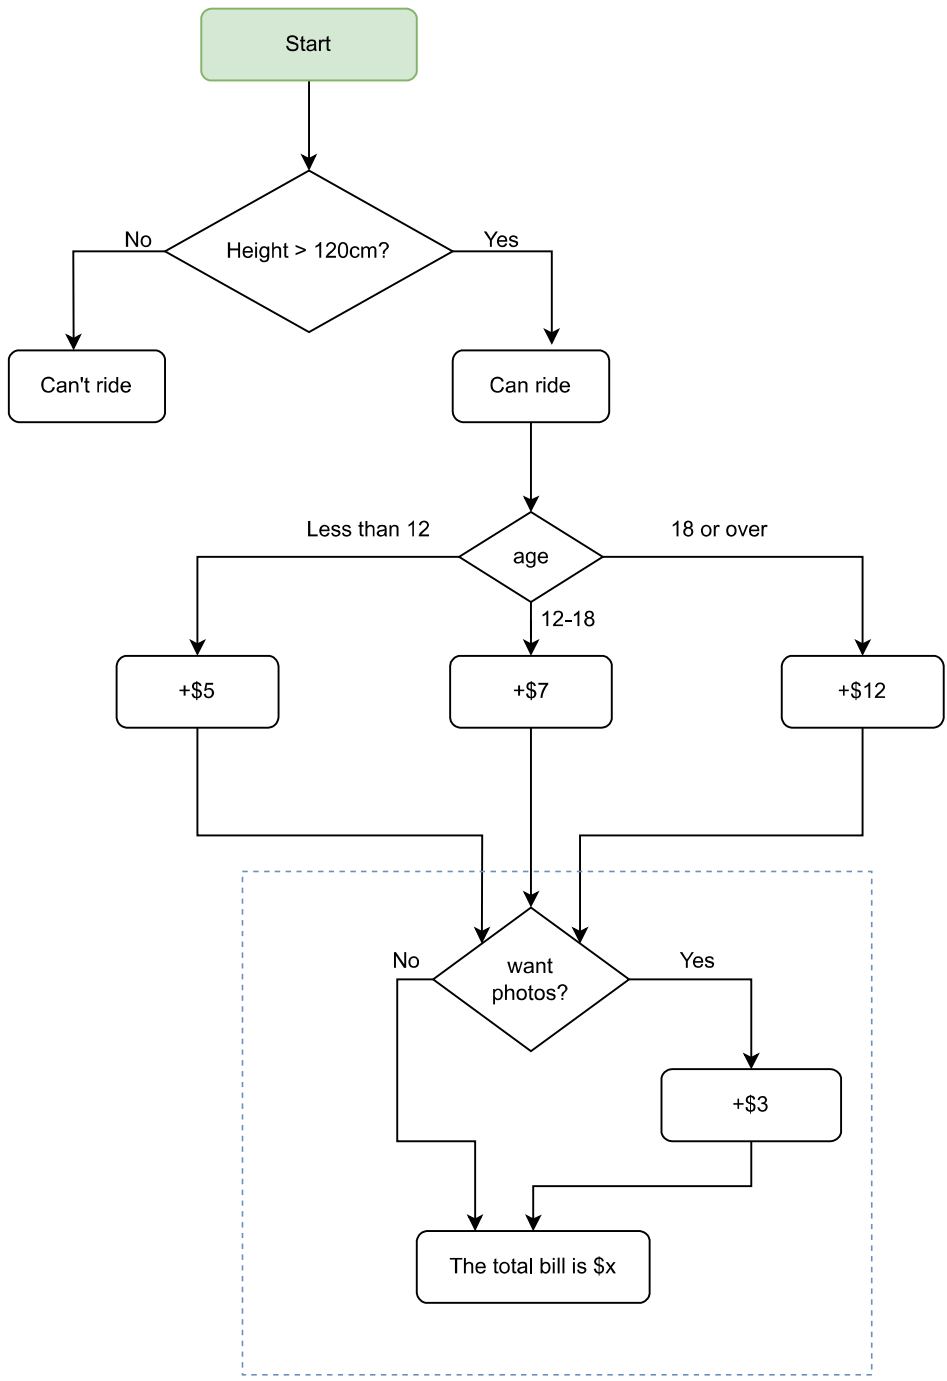 Start
Height > 120cm?
No
Yes
Can't ride
Can ride
Less than 12
18 or over
age
12-18
+$5
+$7
+$12
want
photos?
No
Yes
+$3
The total bill is $x